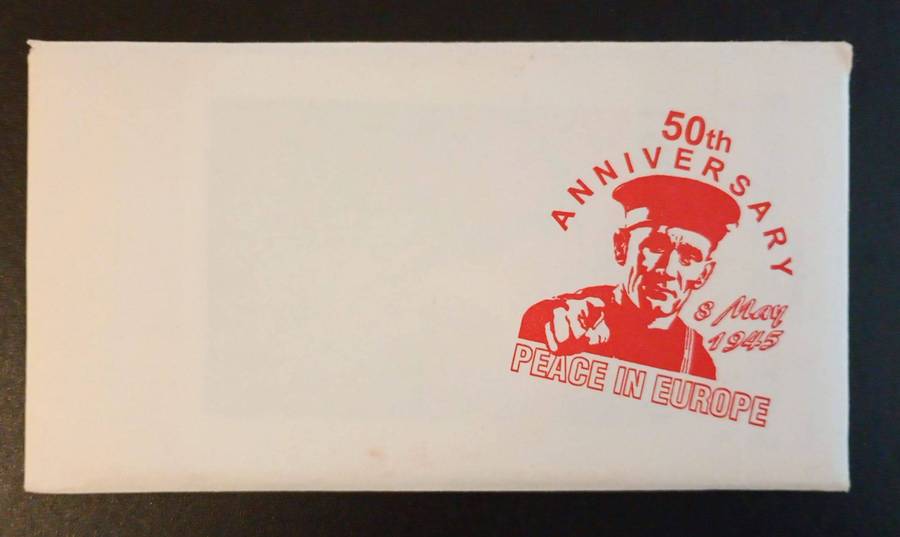 50th
ANNIVERSARY
8 May
1945
PEACE IN EUROPE